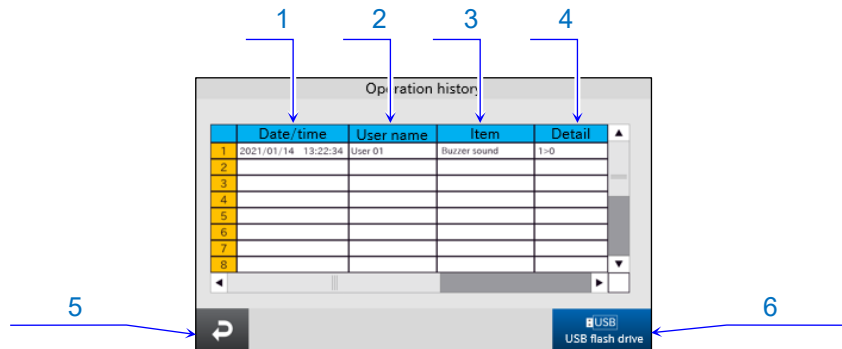 1 2 3 4
Operation history
Date/time User name Item Detail
1 2021/01/14 13:22:34 User 01 Buzzer sound 1>0
2
3
4
5
6
7
8
5 6
USB
USB flash drive